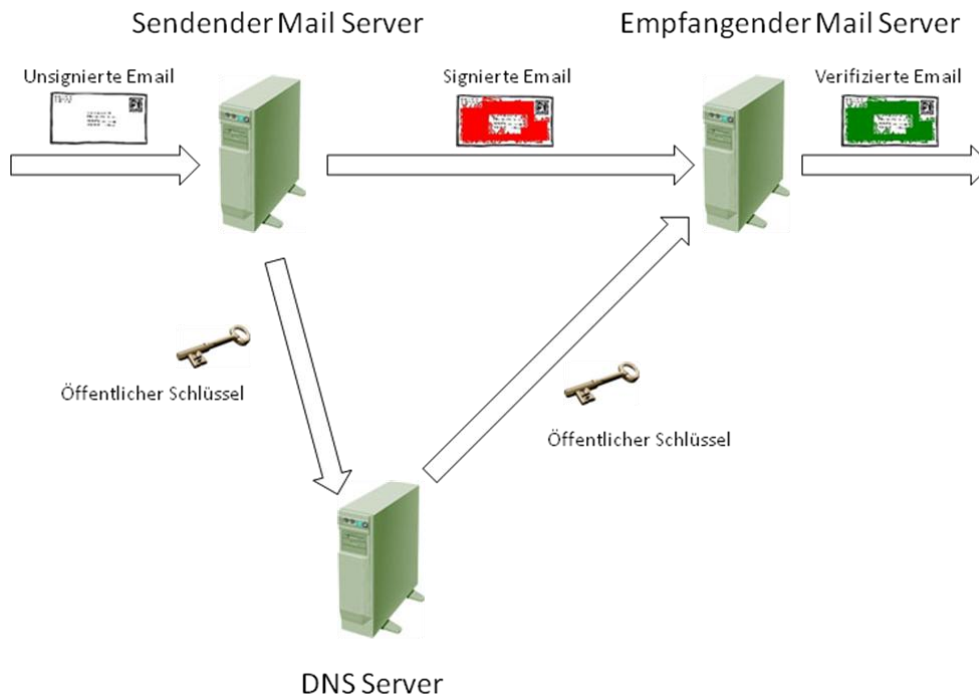 Sendender Mail Server
Empfangender Mail Server
Unsignierte Email
Signierte Email
Verifizierte Email
Öffentlicher Schlüssel
Öffentlicher Schlüssel
DNS Server